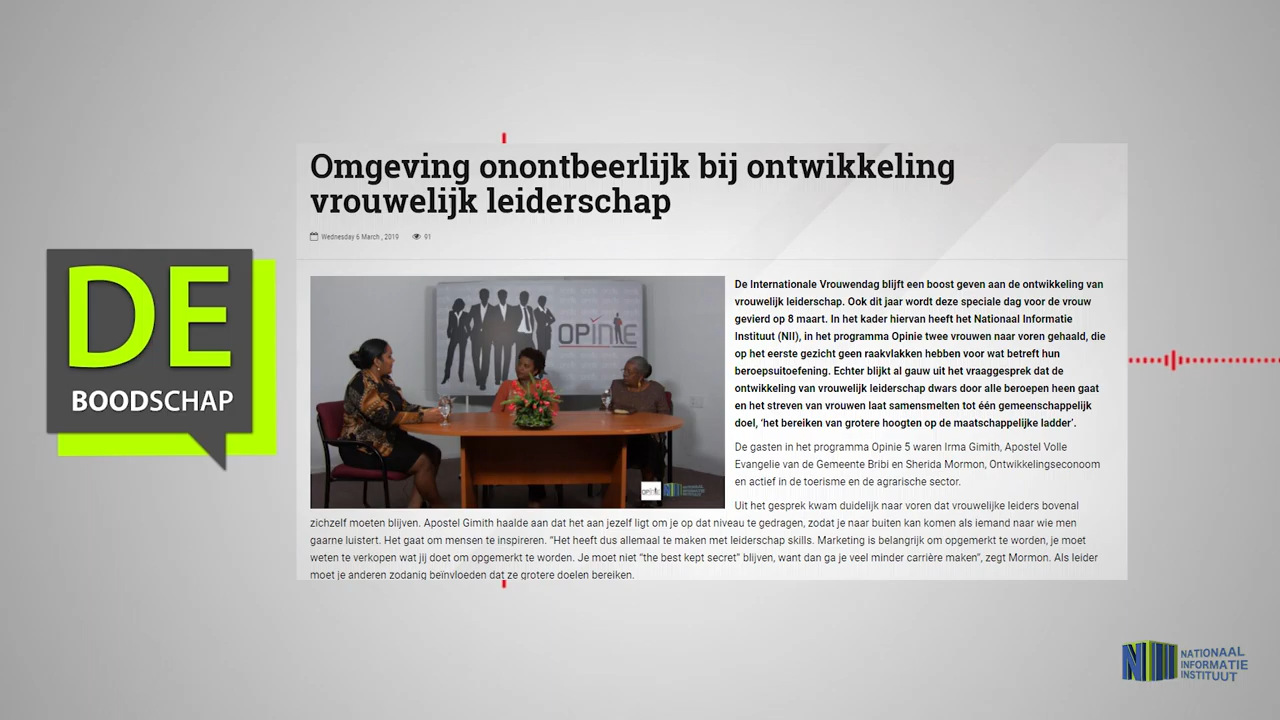 Omgeving onontbeerlijk bij ontwikkeling
vrouwelijk leiderschap
Wednesday 6 March , 2019 91
DE
BOODSCHAP
OPINIE
OPINIE
NATIONAAL
INFORMATIE
INSTITUUT
De Internationale Vrouwendag blijft een boost geven aan de ontwikkeling van
vrouwelijk leiderschap. Ook dit jaar wordt deze speciale dag voor de vrouw
gevierd op 8 maart. In het kader hiervan heeft het Nationaal Informatie
Instituut (NII), in het programma Opinie twee vrouwen naar voren gehaald, die
op het eerste gezicht geen raakvlakken hebben voor wat betreft hun
beroepsuitoefening. Echter blijkt al gauw uit het vraaggesprek dat de
ontwikkeling van vrouwelijk leiderschap dwars door alle beroepen heen gaat
en het streven van vrouwen laat samensmelten tot één gemeenschappelijk
doel, ‘het bereiken van grotere hoogten op de maatschappelijke ladder’.
De gasten in het programma Opinie 5 waren Irma Gimith, Apostel Volle
Evangelie van de Gemeente Bribi en Sherida Mormon, Ontwikkelingseconoom
en actief in de toerisme en de agrarische sector.
Uit het gesprek kwam duidelijk naar voren dat vrouwelijke leiders bovenal
zichzelf moeten blijven. Apostel Gimith haalde aan dat het aan jezelf ligt om je op dat niveau te gedragen, zodat je naar buiten kan komen als iemand naar wie men
gaarne luistert. Het gaat om mensen te inspireren. “Het heeft dus allemaal te maken met leiderschap skills. Marketing is belangrijk om opgemerkt te worden, je moet
weten te verkopen wat jij doet om opgemerkt te worden. Je moet niet “the best kept secret” blijven, want dan ga je veel minder carrière maken”, zegt Mormon. Als leider
moet je anderen zodanig beïnvloeden dat ze grotere doelen bereiken.
NII NATIONAAL
INFORMATIE
INSTITUUT